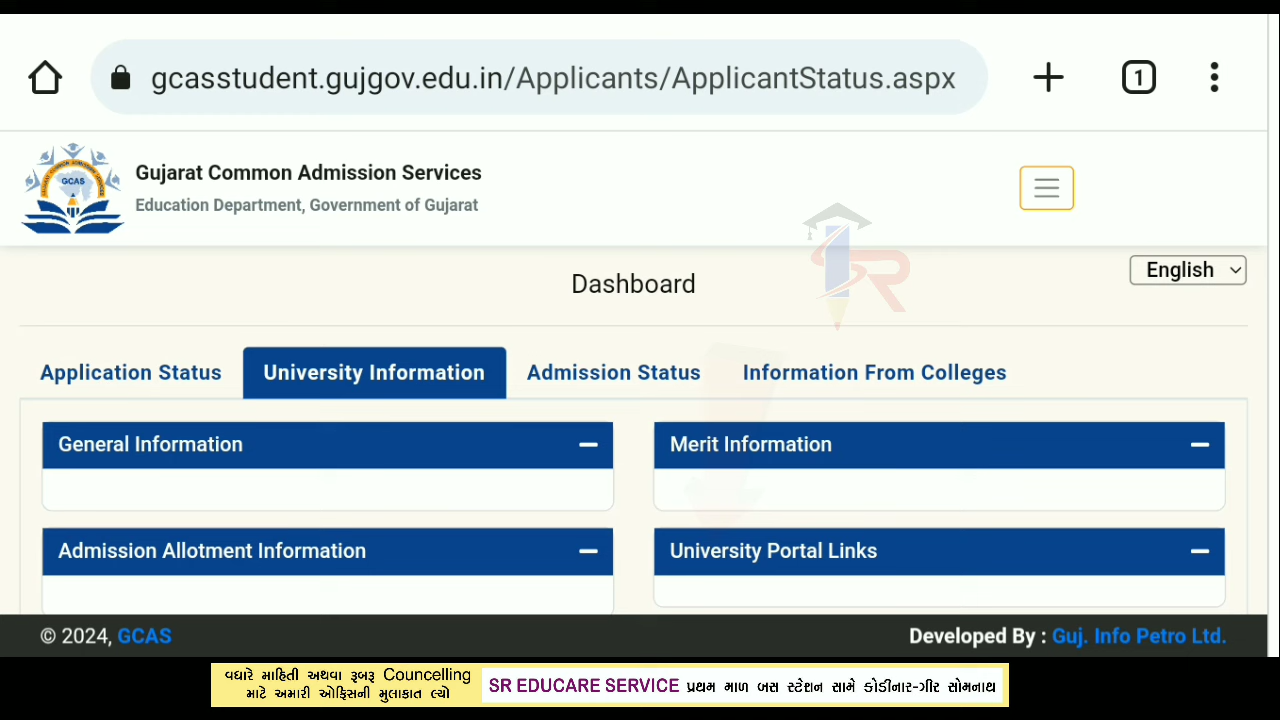 gcasstudent.gujgov.edu.in/Applicants/ApplicantStatus.aspx
1
GCAS
Gujarat Common Admission Services
Education Department, Government of Gujarat
SR
English
Dashboard
Application Status University Information Admission Status Information From Colleges
General Information Merit Information
Admission Allotment Information University Portal Links
© 2024, GCAS Developed By : Guj. Info Petro Ltd.
વધારે માહિતી અથવા રૂબરૂ Councelling
માટે અમારી ઓફિસની મુલાકાત લ્યો
SR EDUCARE SERVICE પ્રથમ માળ બસ સ્ટેશન સામે કોડીનાર-ગીર સોમનાથ